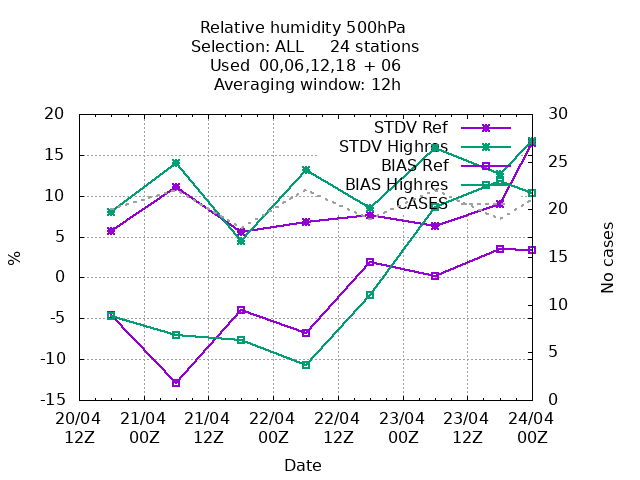 Relative humidity 500hPa
Selection: ALL 24 stations
Used 00,06,12,18 + 06
Averaging window: 12h
20
15
10
5
0
-5
-10
-15
%
30
25
20
15
10
5
0
No cases
STDV Ref
STDV Highres
BIAS Ref
BIAS Highres
CASES
20/04 21/04 21/04 22/04 22/04 23/04 23/04 24/04
12Z 00Z 12Z 00Z 12Z 00Z 12Z 00Z
Date